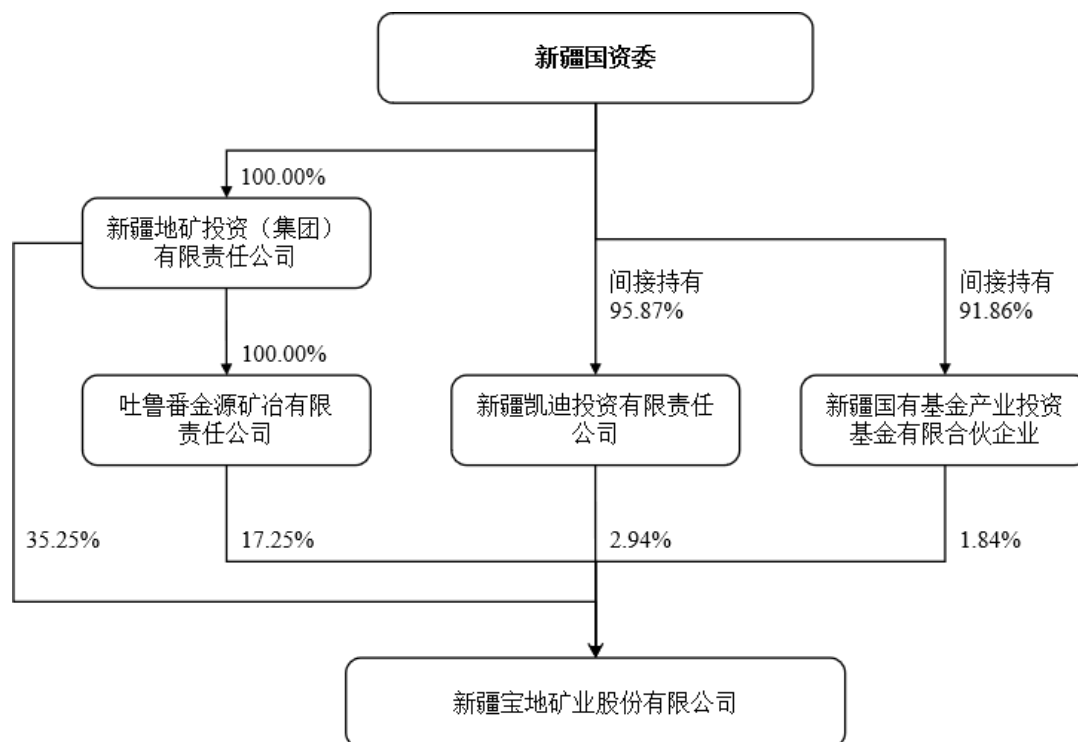 新疆国资委
100.00%
新疆地矿投资（集团）
有限责任公司
间接持有
95.87%
间接持有
91.86%
100.00%
吐鲁番金源矿冶有限
责任公司
新疆凯迪投资有限责任
公司
新疆国有基金产业投资
基金有限合伙企业
35.25%
17.25%
2.94%
1.84%
新疆宝地矿业股份有限公司